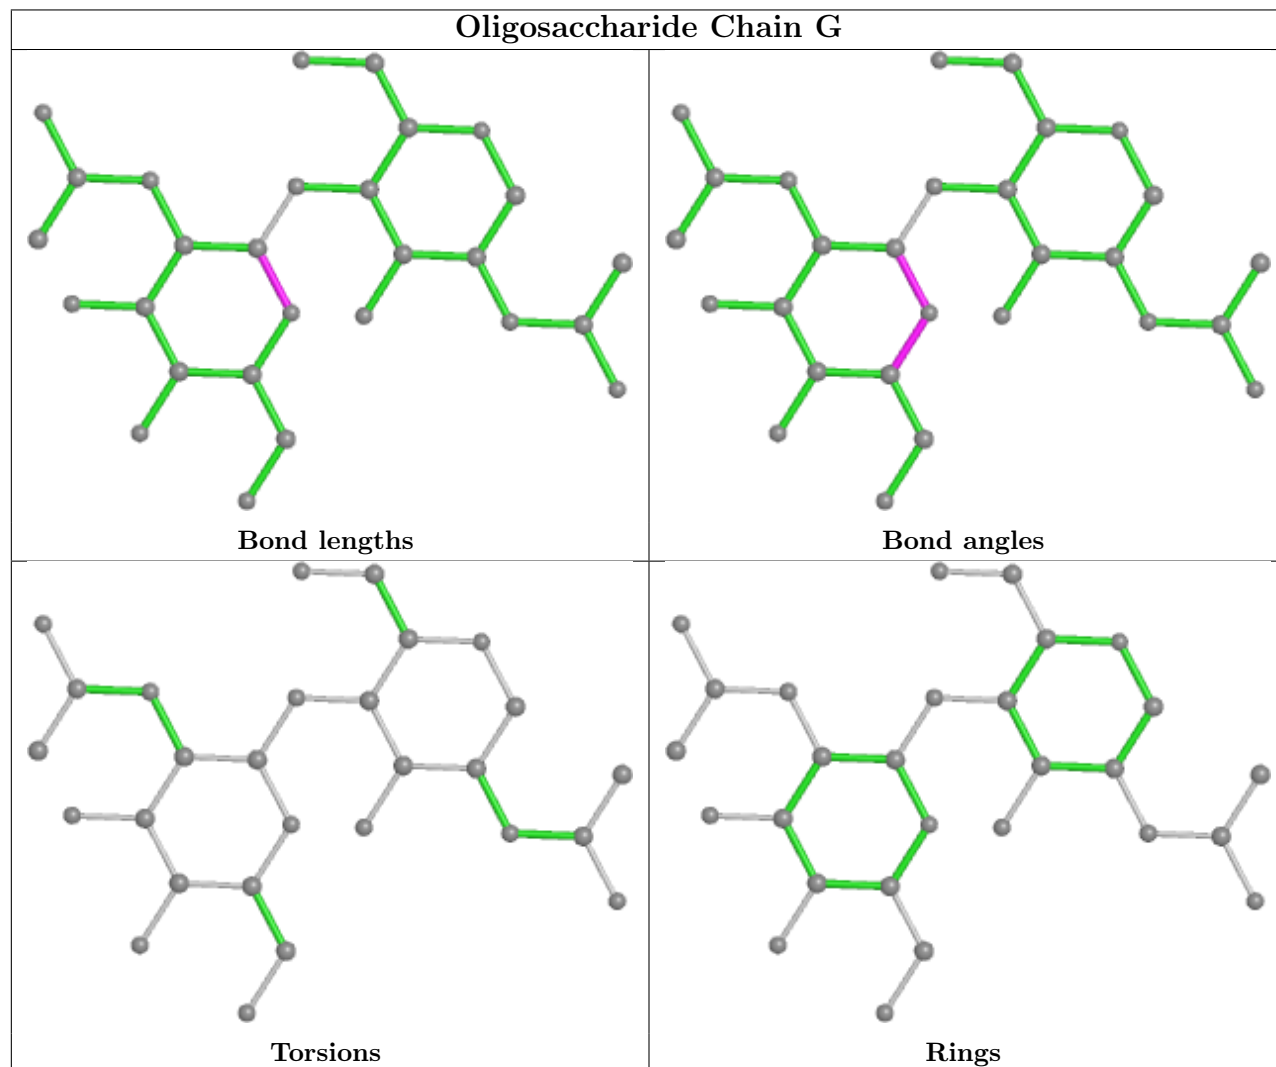 Oligosaccharide Chain G
Bond lengths
Bond angles
Torsions
Rings